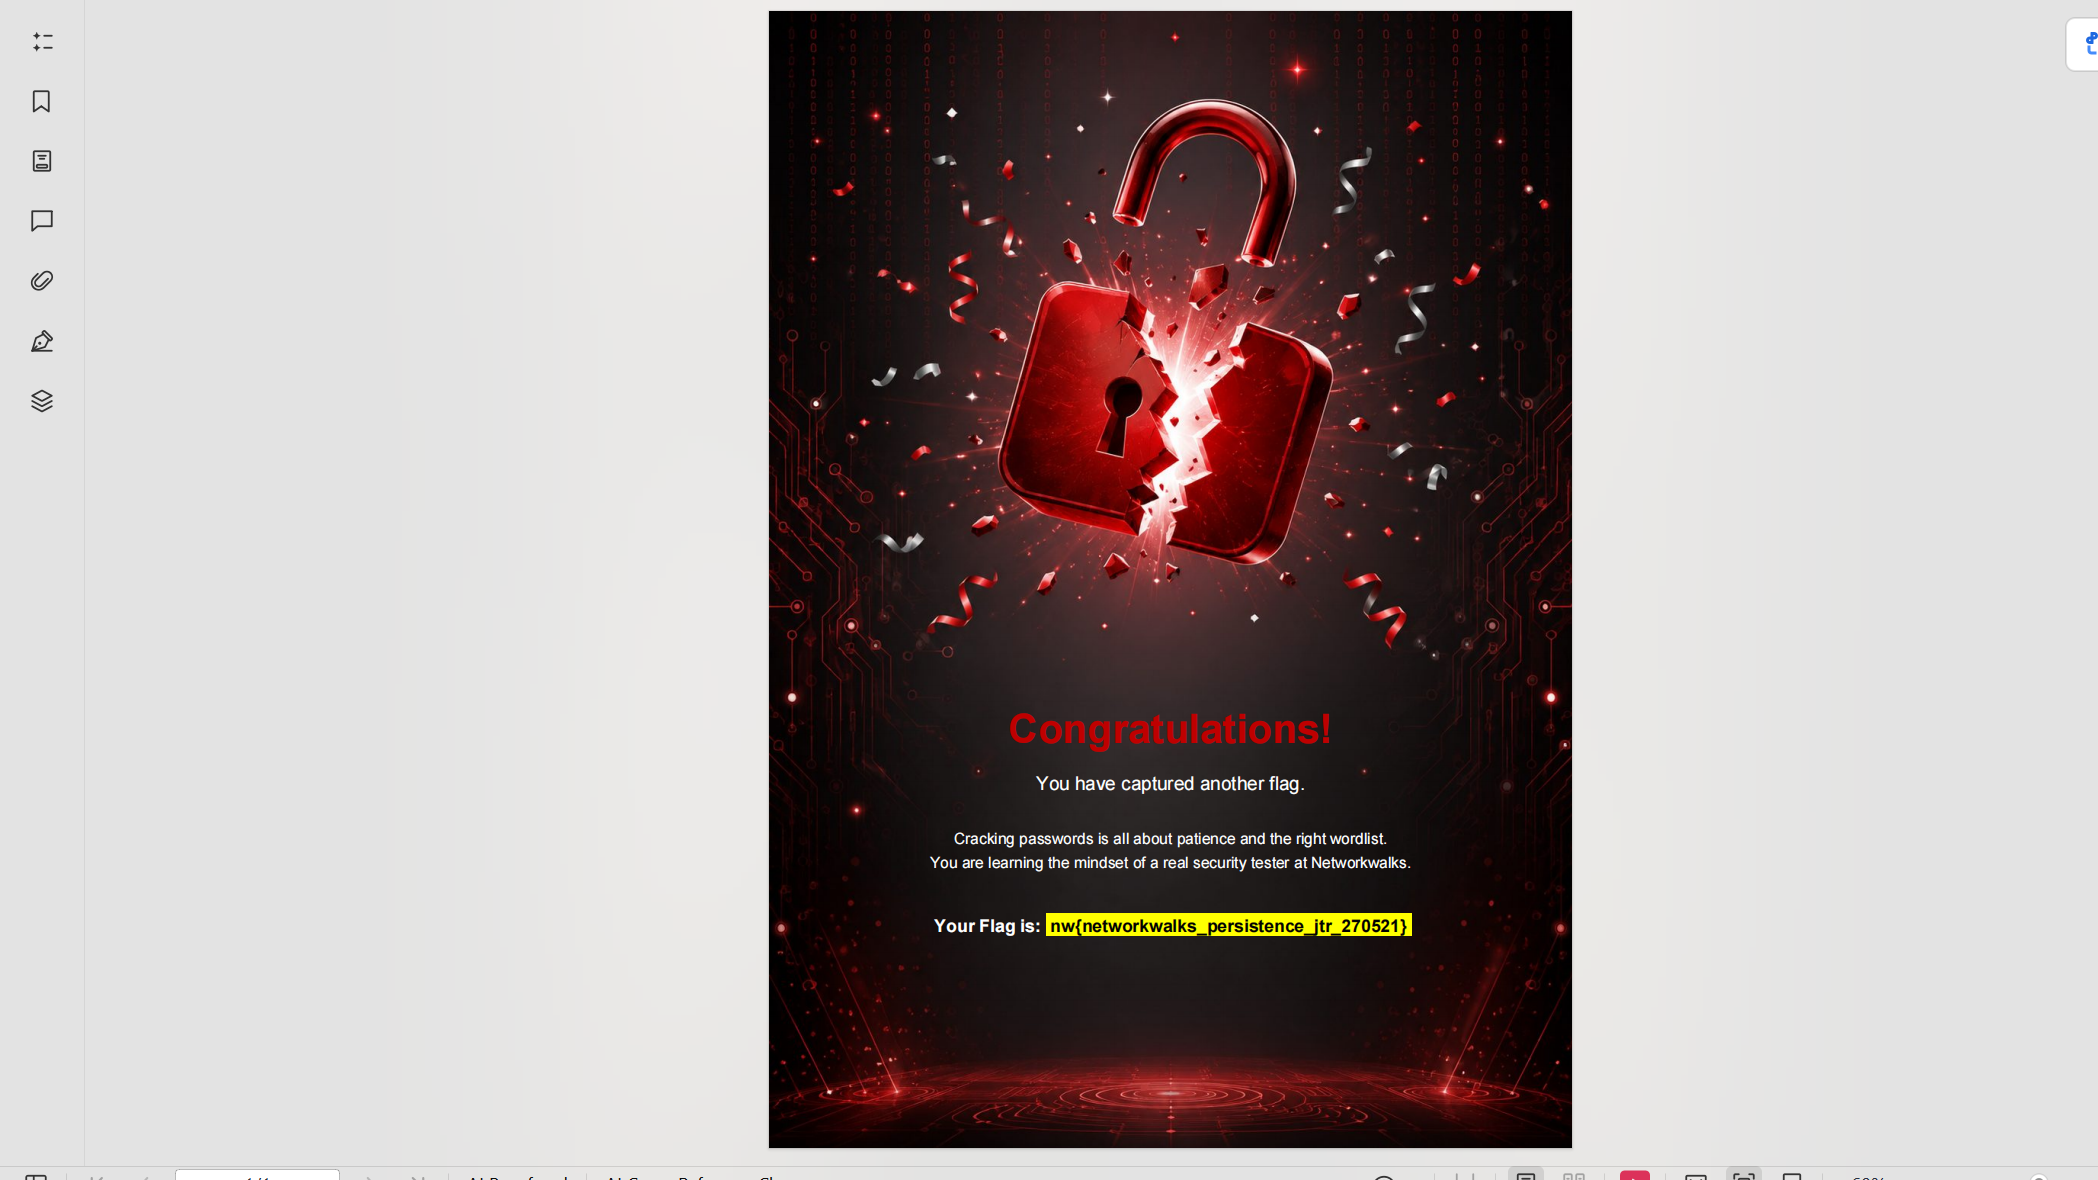 Congratulations!
You have captured another flag.
Cracking passwords is all about patience and the right wordlist.
You are learning the mindset of a real security tester at Networkwalks.
Your Flag is: nw{networkwalks_persistence_jtr_270521}